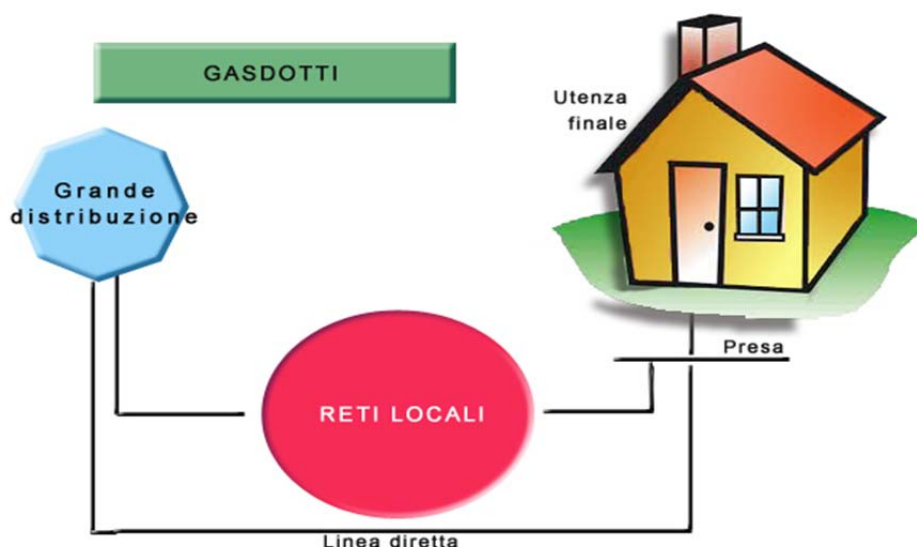 GASDOTTI
Utenza
finale
Grande
distribuzione
Presa
RETI LOCALI
Linea diretta